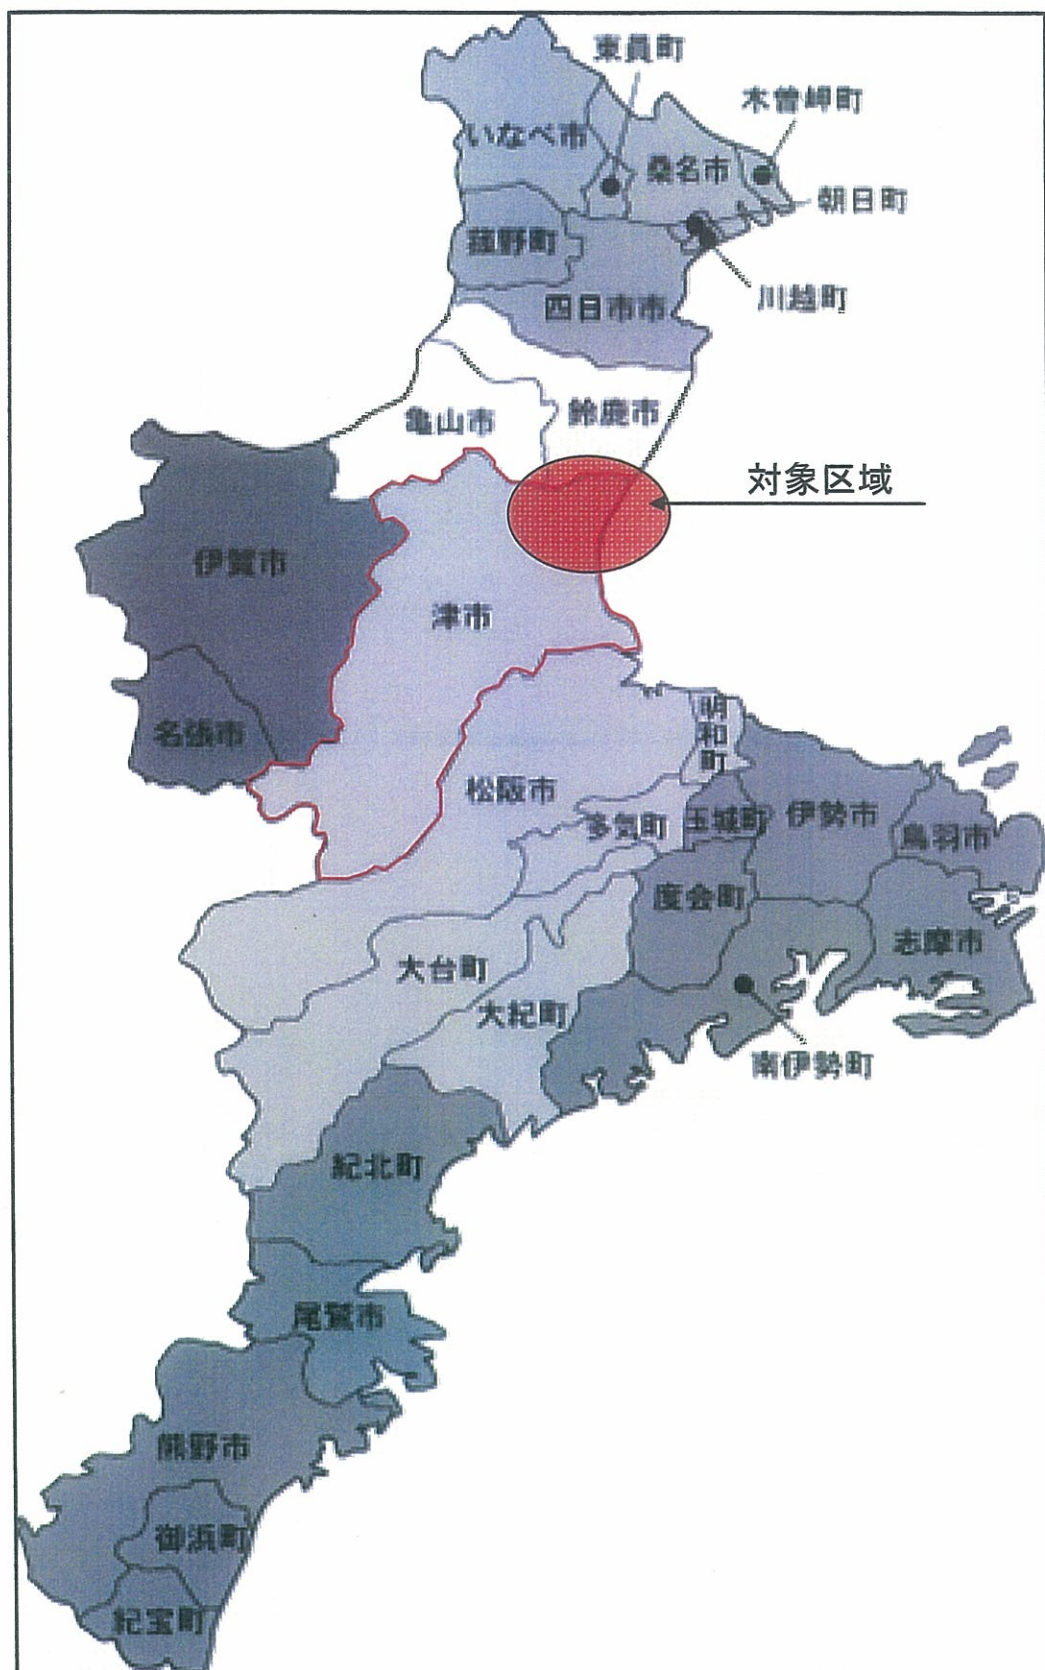 東員町
木曽岬町
いなべ市
桑名市
朝日町
菰野町
川越町
四日市市
亀山市
鈴鹿市
対象区域
伊賀市
津市
名張市
明和町
松阪市
多気町
玉城町
伊勢市
鳥羽市
度会町
志摩市
大台町
大紀町
南伊勢町
紀北町
尾鷲市
熊野市
御浜町
紀宝町